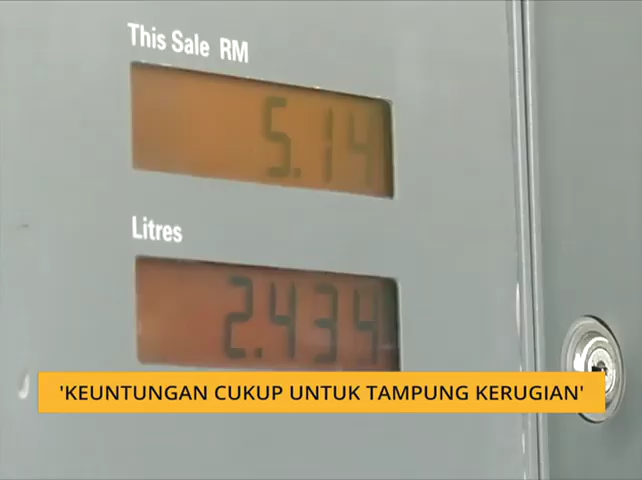 This Sale RM
5.14
Litres
2.434
'KEUNTUNGAN CUKUP UNTUK TAMPUNG KERUGIAN'